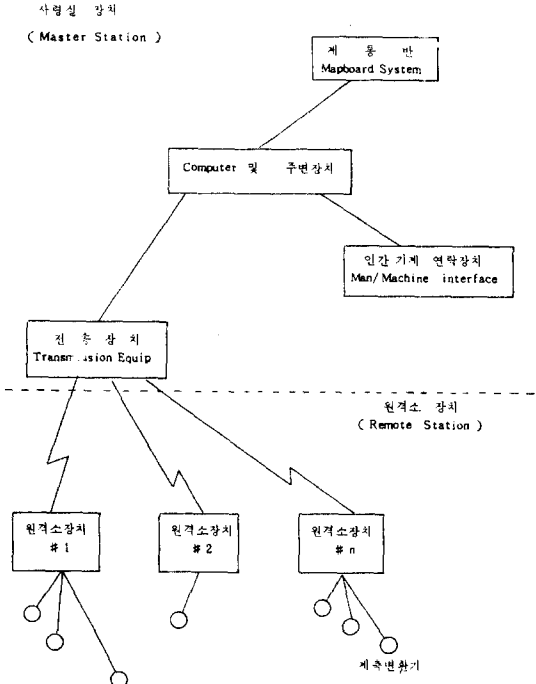 사령실 장치
( Master Station )
계 통 반
Mapboard System
Computer 및 주변장치
인간 기계 연락장치
Man/Machine interface
전 송 장 치
Equip
원격소 장치
( Remote Station )
원격소장치
# 1
원격소장치
# 2
원격소장치
# n
계측변환기